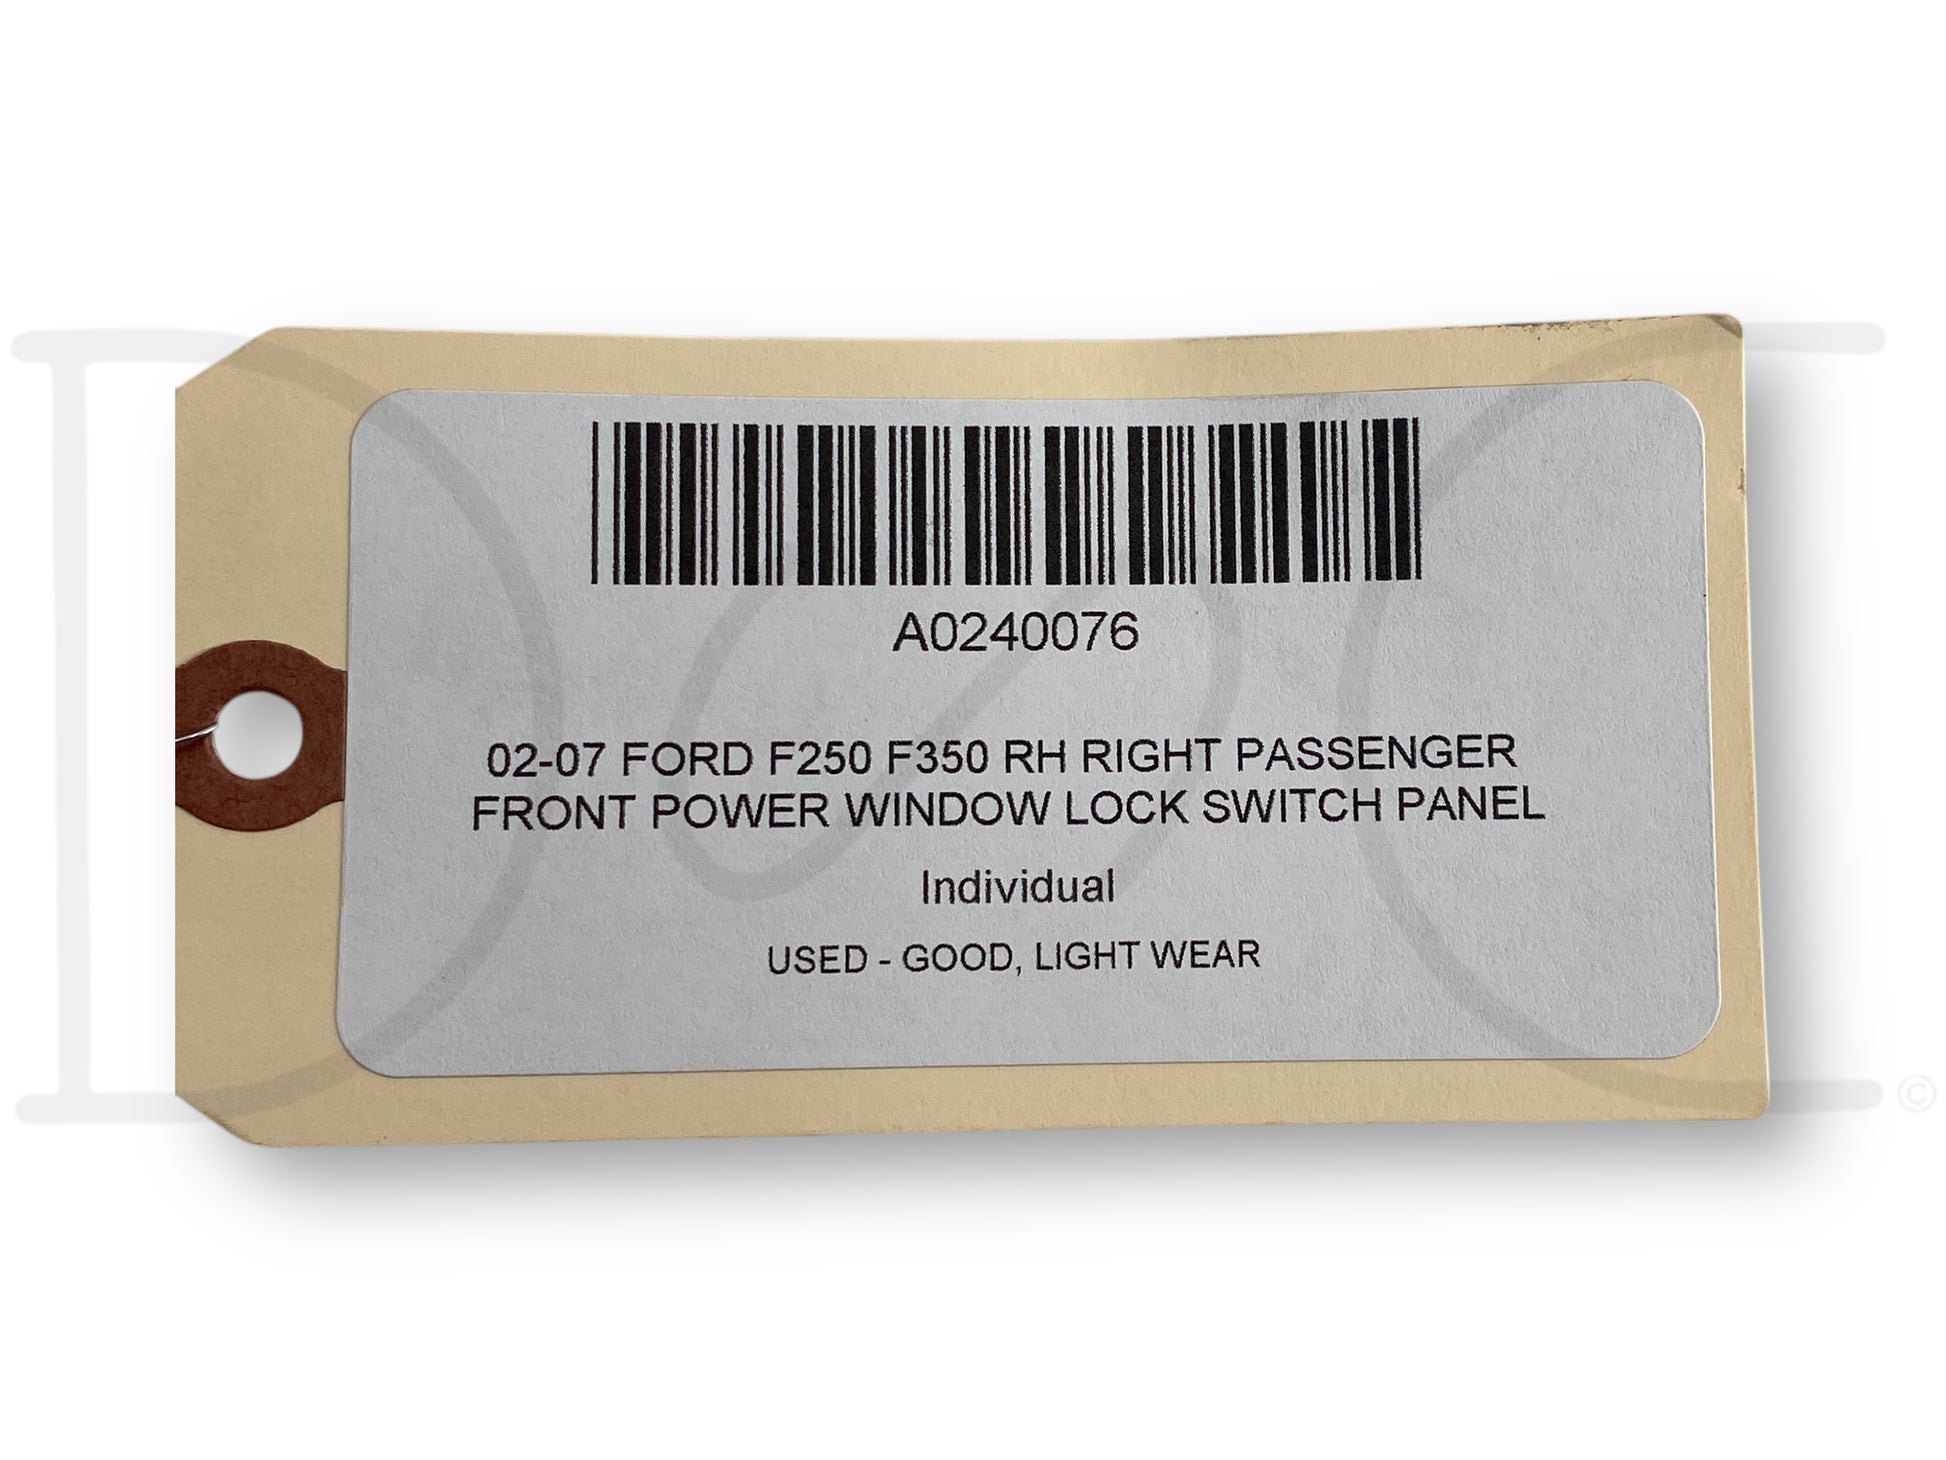 A0240076
02-07 FORD F250 F350 RH RIGHT PASSENGER
FRONT POWER WINDOW LOCK SWITCH PANEL
Individual
USED - GOOD, LIGHT WEAR
©